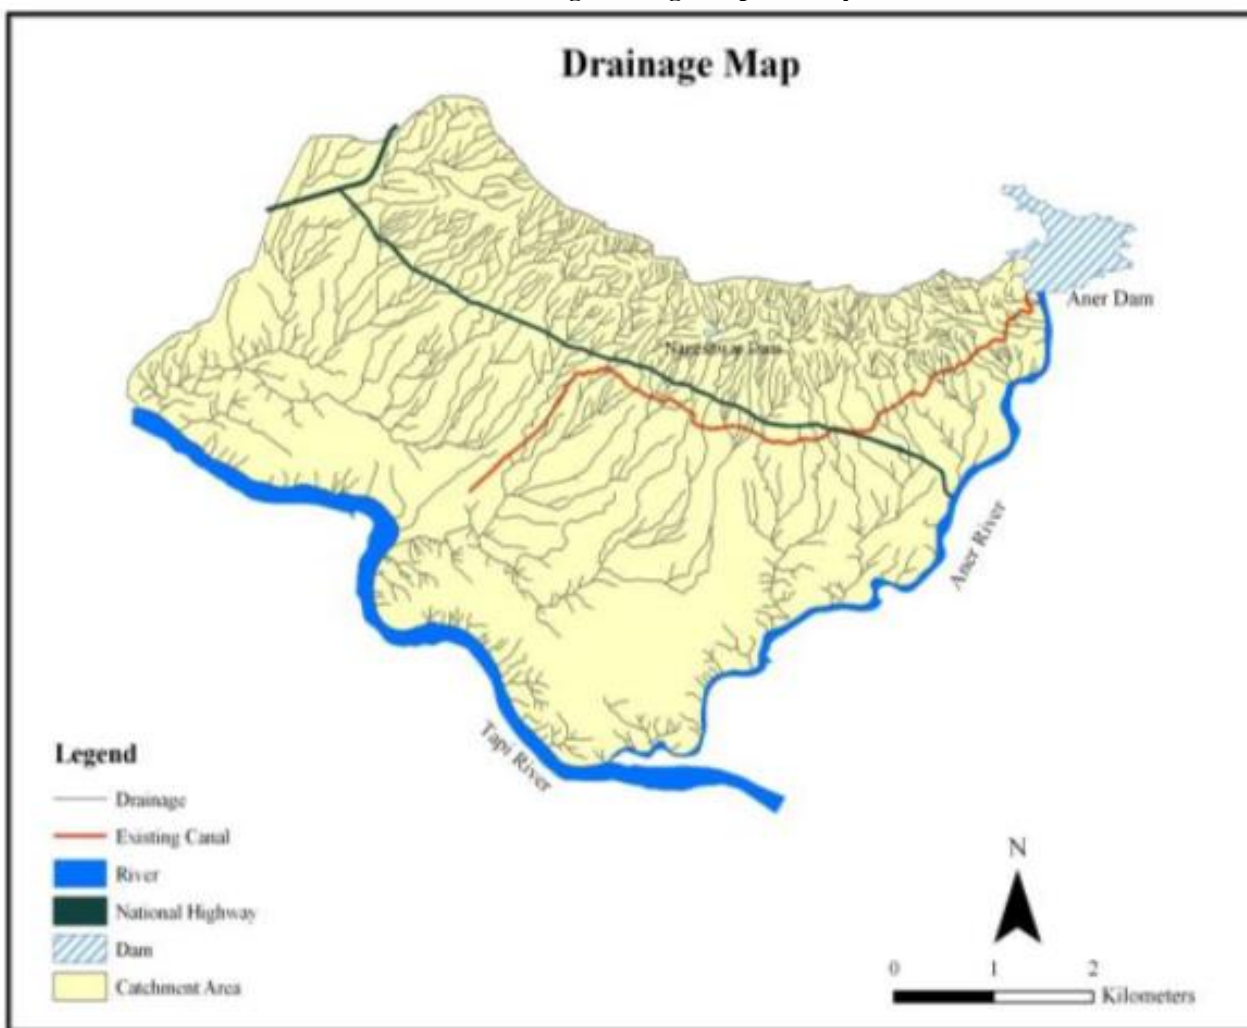 Drainage Map
Aner Dam
Aner River
Tapi River
Legend
Drainage
Existing Canal
River
National Highway
Dam
Catchment Area
N
0 1 2
Kilometers